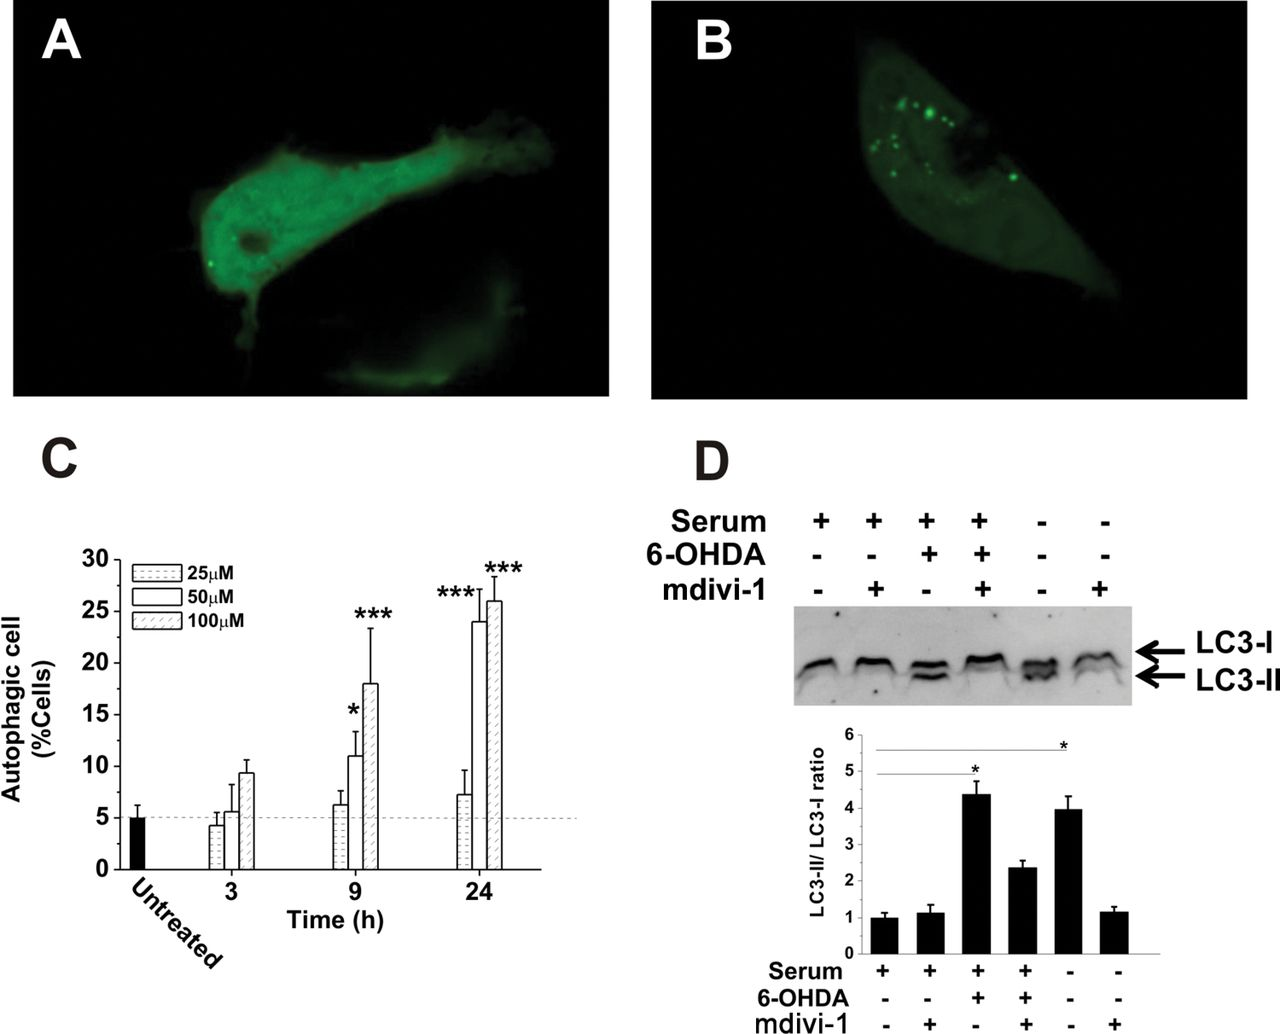 A
B
C
30
25
20
15
10
5
0
Autophagic cell
(%Cells)
25μM
50μM
100μM
*
***
***
***
Untreated
3
9
24
Time (h)
D
Serum + + + + - -
6-OHDA - - + + - -
mdivi-1 - + - + - +
LC3-I
LC3-II
6
5
4
3
2
1
0
LC3-II/ LC3-I ratio
*
*
Serum + + + + - -
6-OHDA - - + + - -
mdivi-1 - + - + - +